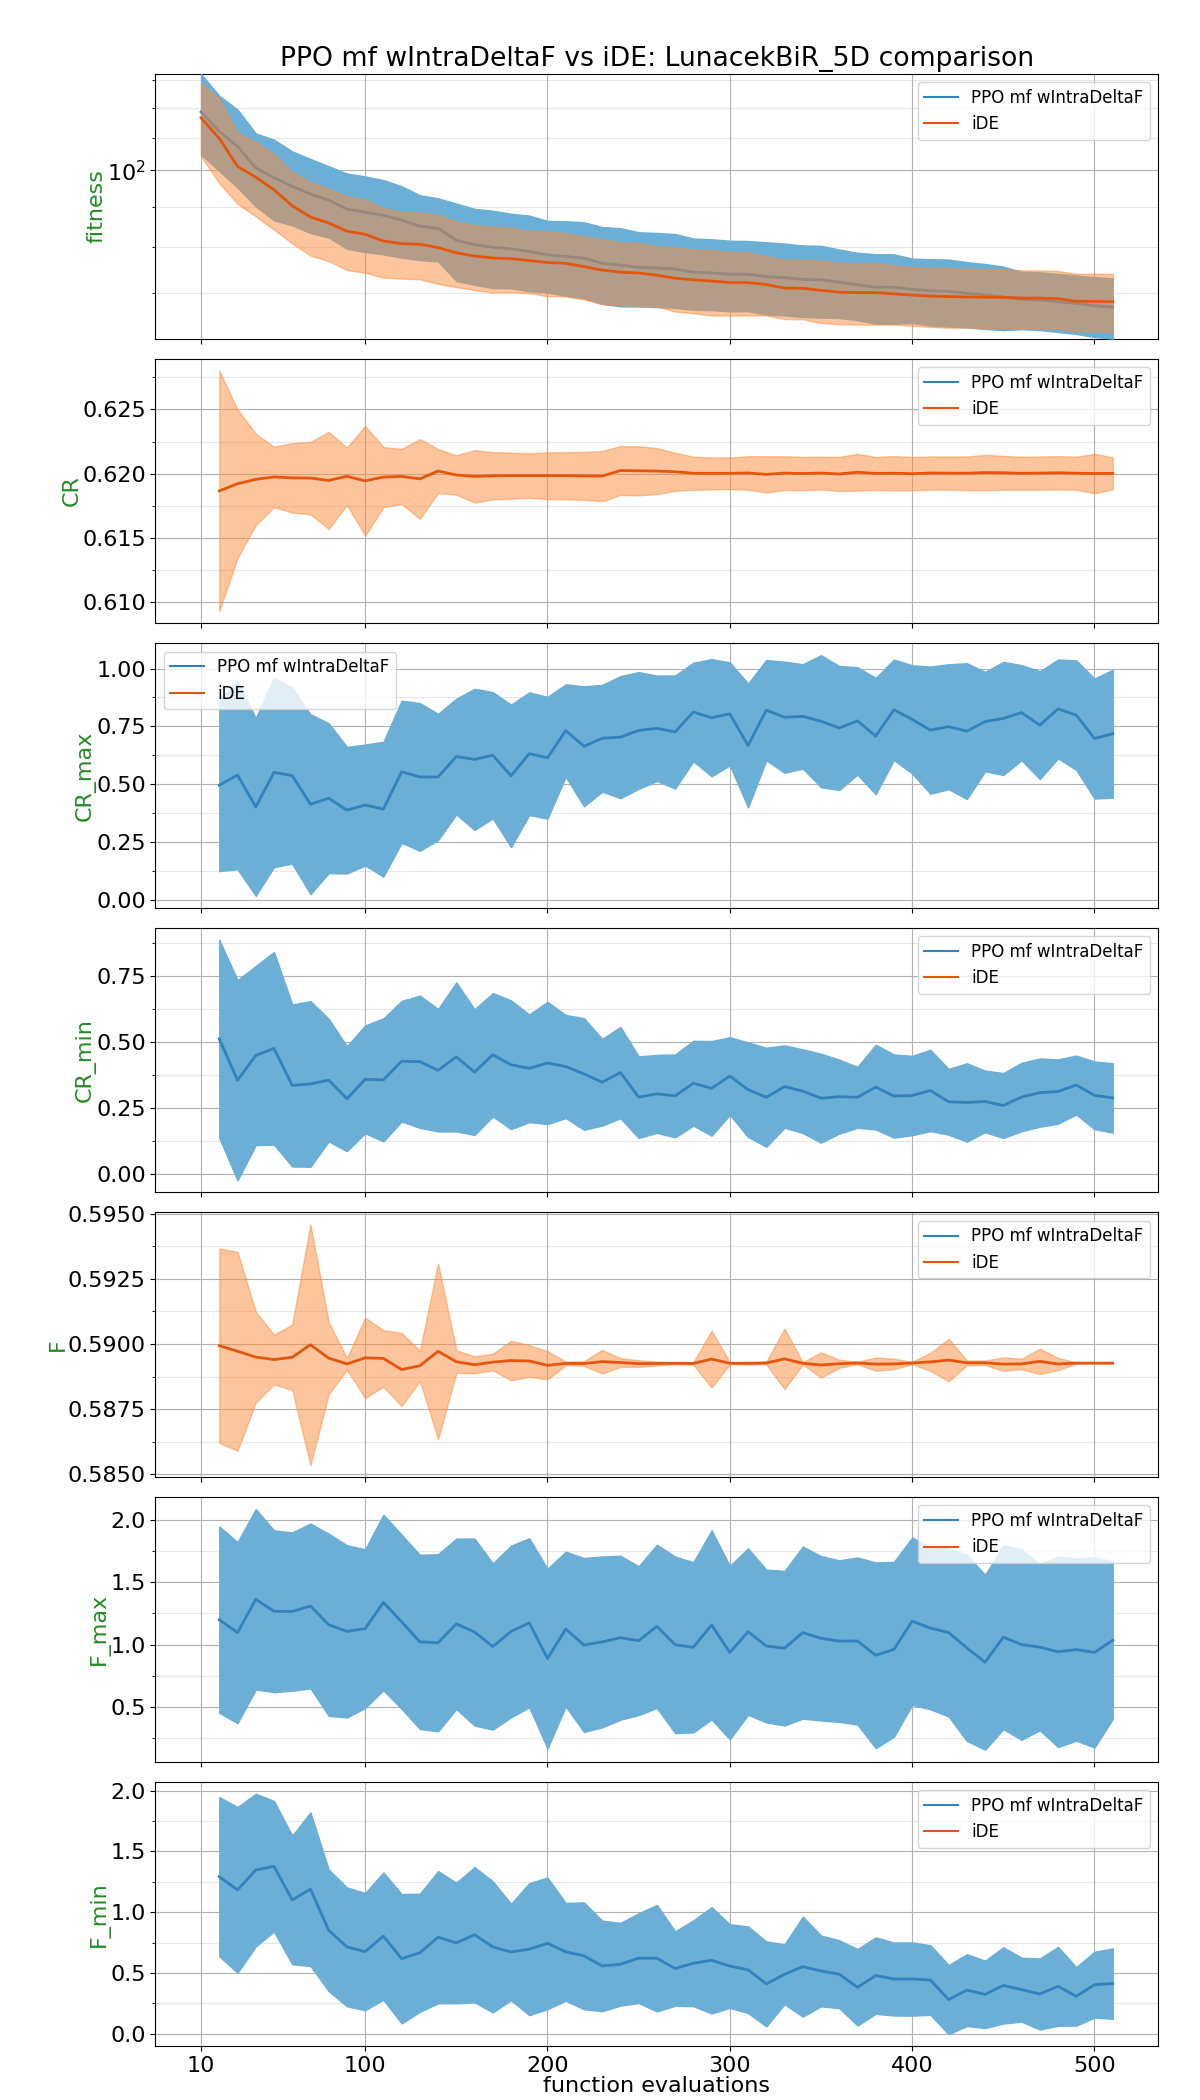 PPO mf wIntraDeltaF vs iDE: LunacekBiR_5D comparison
PPO mf wIntraDeltaF
iDE
10²
fitness
PPO mf wIntraDeltaF
iDE
0.625
0.620
0.615
0.610
CR
PPO mf wIntraDeltaF
iDE
1.00
0.75
0.50
0.25
0.00
CR_max
PPO mf wIntraDeltaF
iDE
0.75
0.50
0.25
0.00
CR_min
PPO mf wIntraDeltaF
iDE
0.5950
0.5925
0.5900
0.5875
0.5850
F
PPO mf wIntraDeltaF
iDE
2.0
1.5
1.0
0.5
F_max
PPO mf wIntraDeltaF
iDE
2.0
1.5
1.0
0.5
0.0
F_min
10 100 200 300 400 500
function evaluations